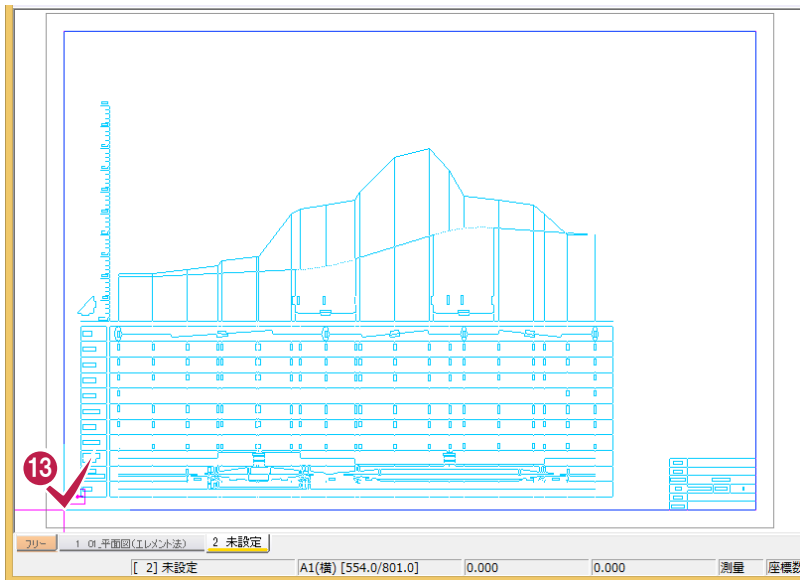 13
フリー 1 01_平面図(エレメント法) 2 未設定
[ 2] 未設定 A1(横) [554.0/801.0] 0.000 0.000 測量 座標数